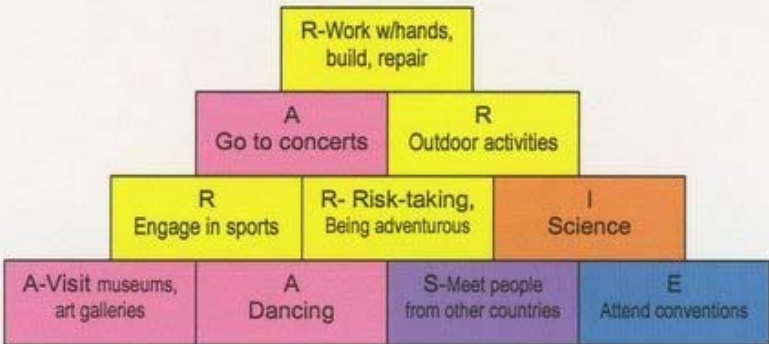 R-Work w/hands,
build, repair
A
Go to concerts
R
Outdoor activities
R
Engage in sports
R- Risk-taking,
Being adventurous
I
Science
A-Visit museums,
art galleries
A
Dancing
S-Meet people
from other countries
E
Attend conventions